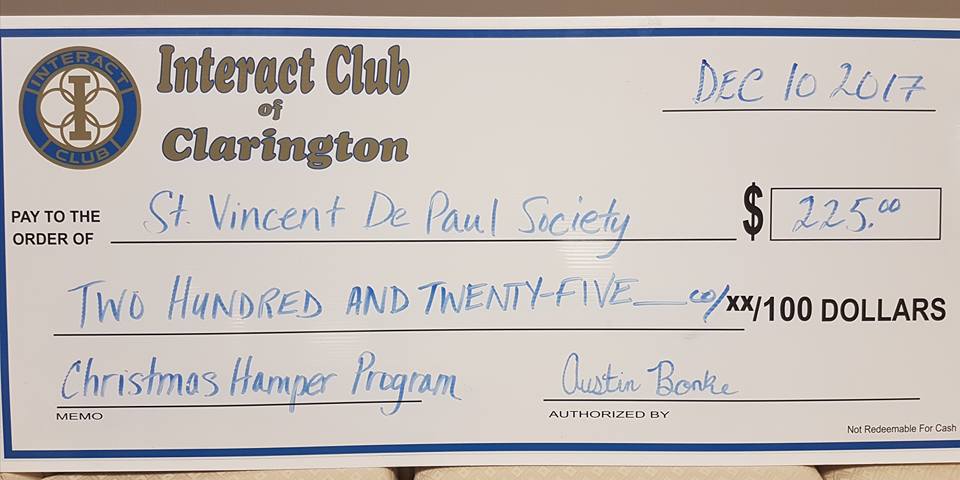 INTERACT
I
CLUB
Interact Club
of
Clarington
DEC 10 2017
PAY TO THE
ORDER OF
St. Vincent De Paul Society
$ 225.00
TWO HUNDRED AND TWENTY-FIVE 00/xx/100 DOLLARS
Christmas Hamper Program
MEMO
Austin Bonke
AUTHORIZED BY
Not Redeemable For Cash